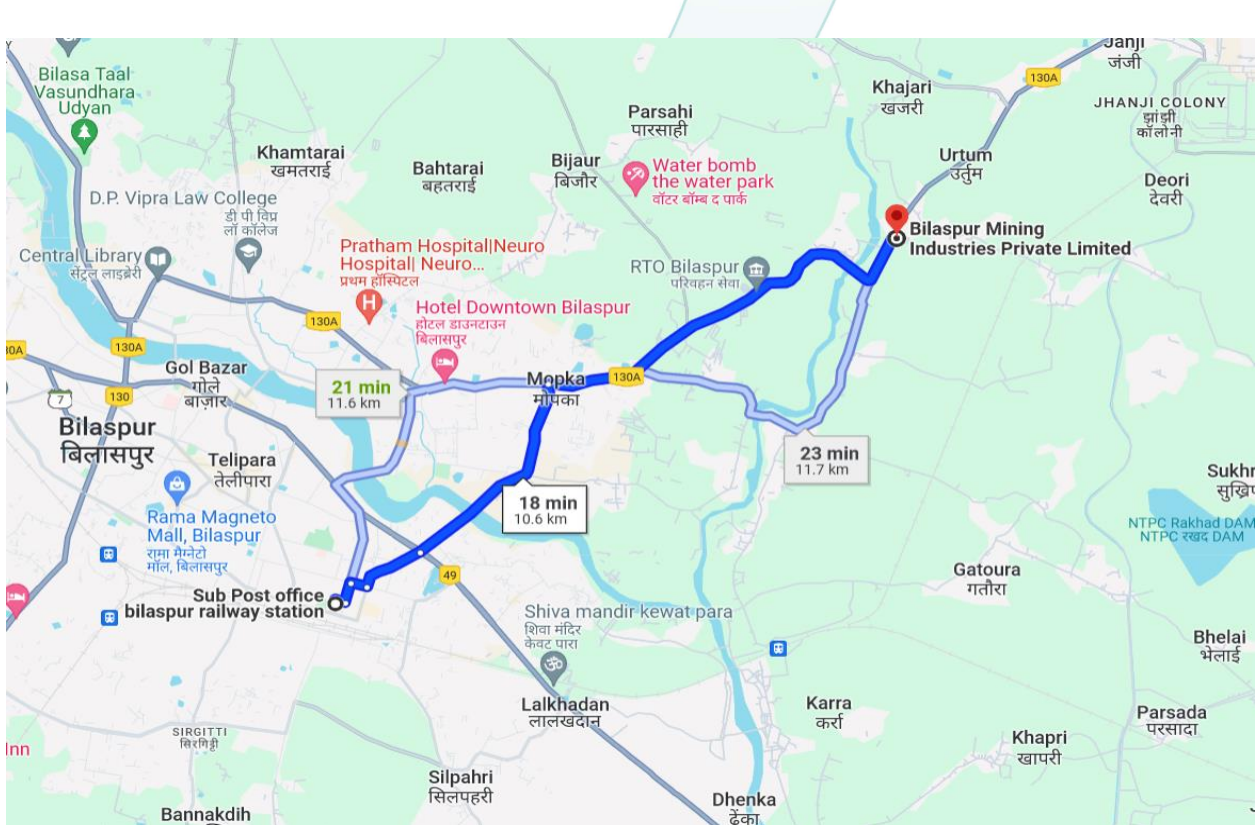 Bilasa Taal
Vasundhara
Udyan
Khamtarai
खमतराई
Bahtarai
बहतराई
Bijaur
बिजौर
Parsahi
पारसाही
Khajari
खजरी
Janji
जंजी
130A
JHANJI COLONY
झांझी
कॉलोनी
Urtum
उर्तुम
Deori
देवरी
Water bomb
the water park
वॉटर बॉम्ब द पार्क
D.P. Vipra Law College
डी पी विप्र
लॉ कॉलेज
Central Library
सेंट्रल लाइब्रेरी
Pratham Hospital|Neuro
Hospital| Neuro...
प्रथम हॉस्पिटल
RTO Bilaspur
परिवहन सेवा
Bilaspur Mining
Industries Private Limited
Hotel Downtown Bilaspur
होटल डाउनटाउन
बिलासपुर
130A
130A
30A
Gol Bazar
गोले
बाज़ार
130
7
21 min
11.6 km
Mopka
मोपका
130A
Bilaspur
बिलासपुर
Telipara
तेलीपारा
23 min
11.7 km
18 min
10.6 km
Rama Magneto
Mall, Bilaspur
रामा मैग्नेटो
मॉल, बिलासपुर
NTPC Rakhad DAM
NTPC रखद DAM
Sub Post office
bilaspur railway station
49
Gatoura
गतौरा
Shiva mandir kewat para
शिवा मंदिर
केवट पारा
Bhelai
भेलाई
Lalkhadan
लालखदान
Karra
कर्रा
Parsada
परसादा
SIRGITTI
सिरगिट्टी
Inn
Khapri
खापरी
Silpahri
सिलपहरी
Dhenka
ढेंका
Bannakdih